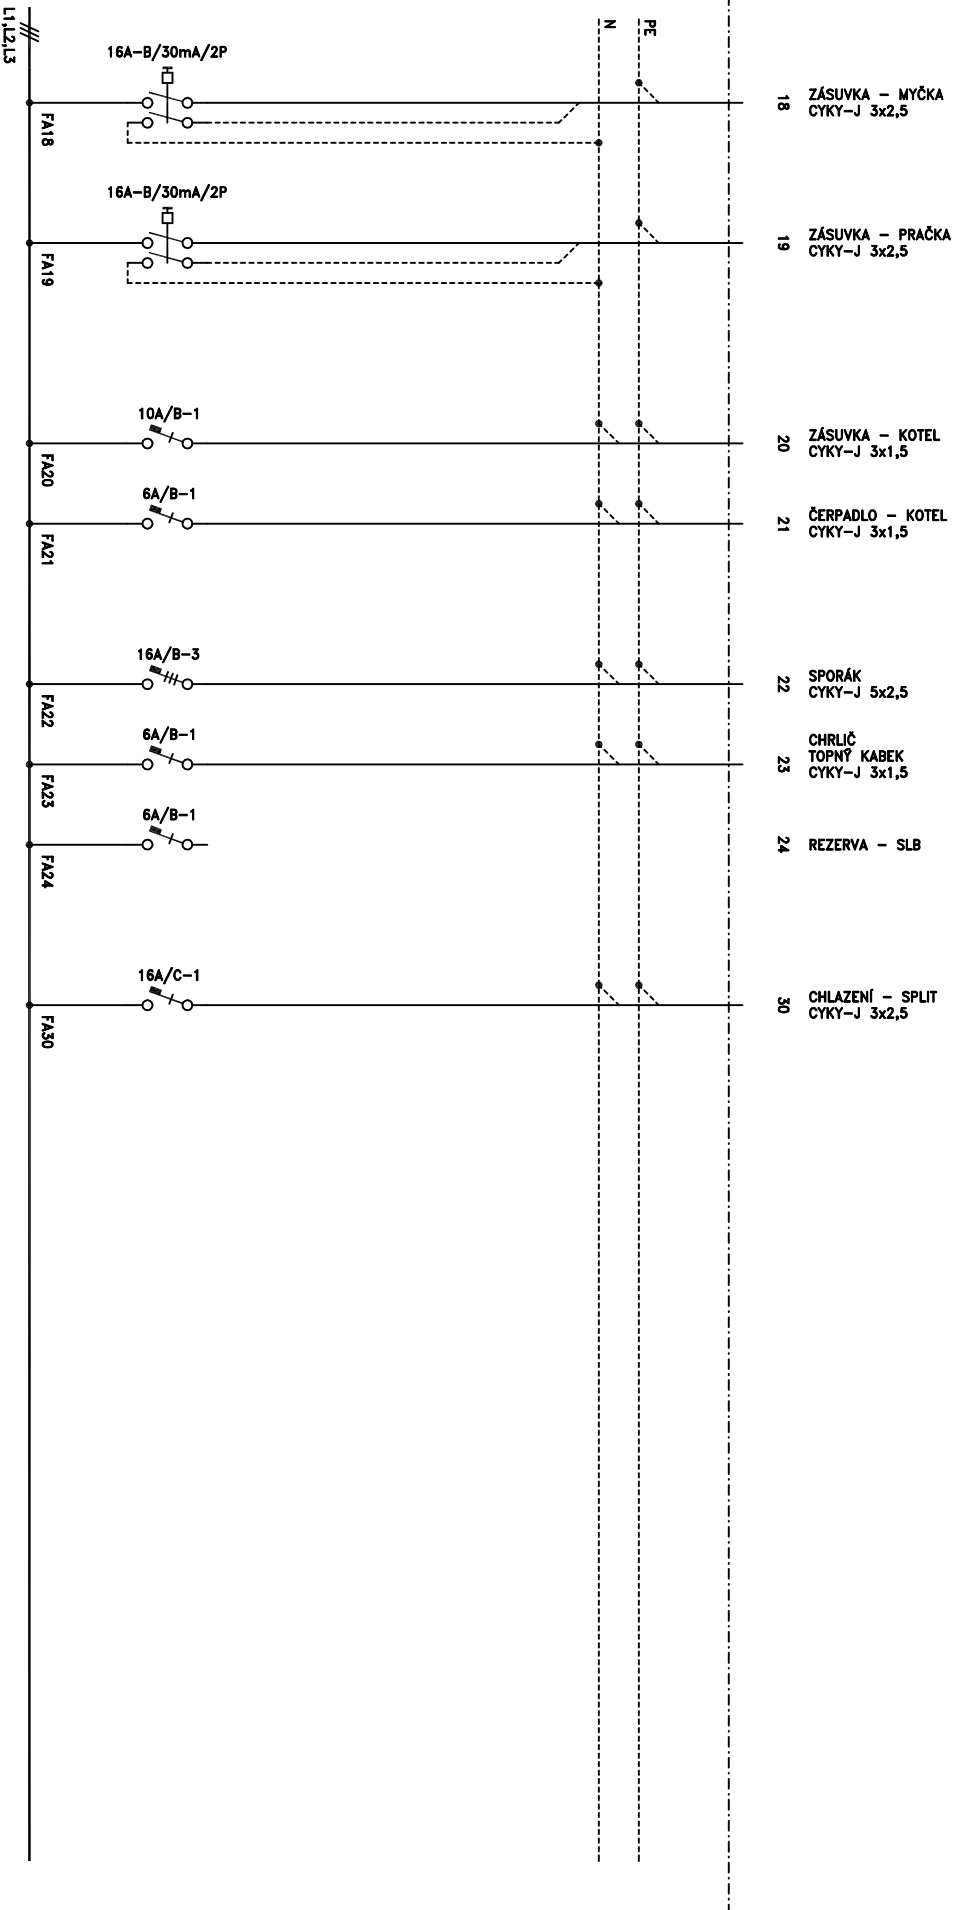 L1,L2,L3
N
PE
16A-B/30mA/2P
FA18
18
ZÁSUVKA - MYČKA
CYKY-J 3x2,5
16A-B/30mA/2P
FA19
19
ZÁSUVKA - PRAČKA
CYKY-J 3x2,5
10A/B-1
FA20
20
ZÁSUVKA - KOTEL
CYKY-J 3x1,5
6A/B-1
FA21
21
ČERPADLO - KOTEL
CYKY-J 3x1,5
16A/B-3
FA22
22
SPORÁK
CYKY-J 5x2,5
6A/B-1
FA23
23
CHRLIČ
TOPNÝ KABEK
CYKY-J 3x1,5
6A/B-1
FA24
24
REZERVA - SLB
16A/C-1
FA30
30
CHLAZENÍ - SPLIT
CYKY-J 3x2,5